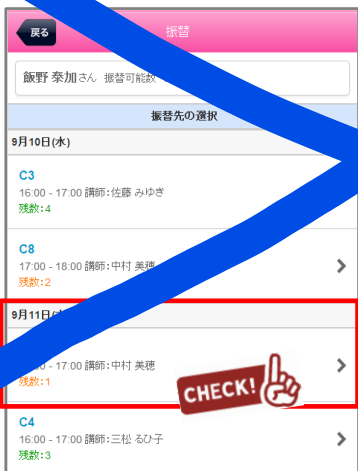 戻る
振替
飯野 奈加さん 振替可能数
振替先の選択
9月10日(水)
C3
16:00 - 17:00 講師：佐藤 みゆき
残数：4
C8
17:00 - 18:00 講師：中村 美穂
残数：2
9月11日
- 17:00 講師：中村 美穂
残数：1
CHECK!
C4
16:00 - 17:00 講師：三松 るひ子
残数：3